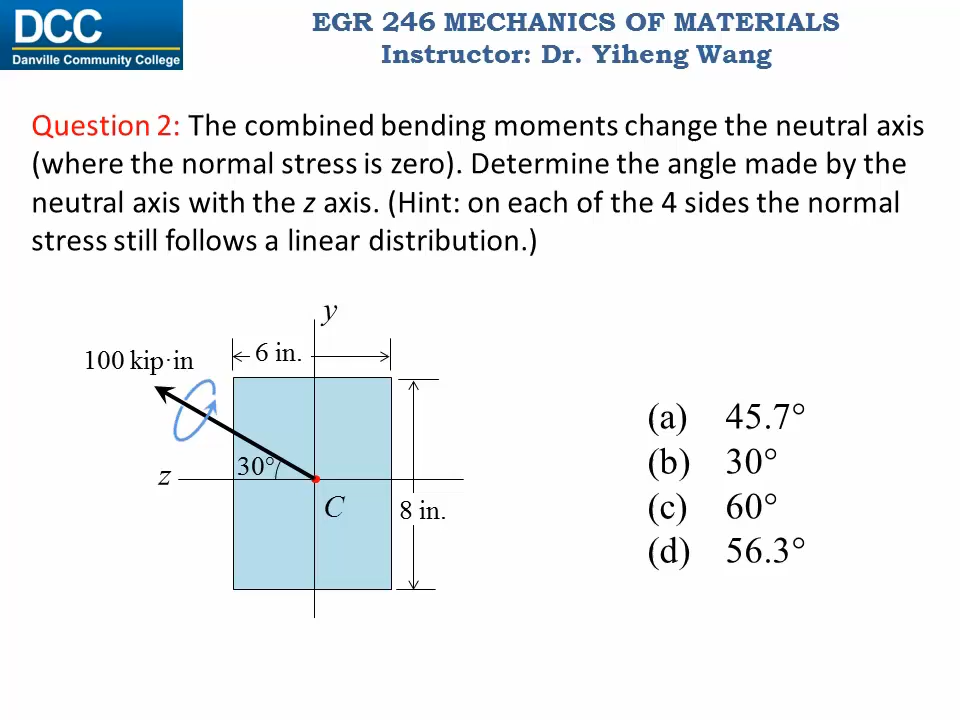 DCC
Danville Community College
EGR 246 MECHANICS OF MATERIALS
Instructor: Dr. Yiheng Wang
Question 2: The combined bending moments change the neutral axis
(where the normal stress is zero). Determine the angle made by the
neutral axis with the z axis. (Hint: on each of the 4 sides the normal
stress still follows a linear distribution.)
y
100 kip·in
6 in.
30°
z
C
8 in.
(a) 45.7°
(b) 30°
(c) 60°
(d) 56.3°